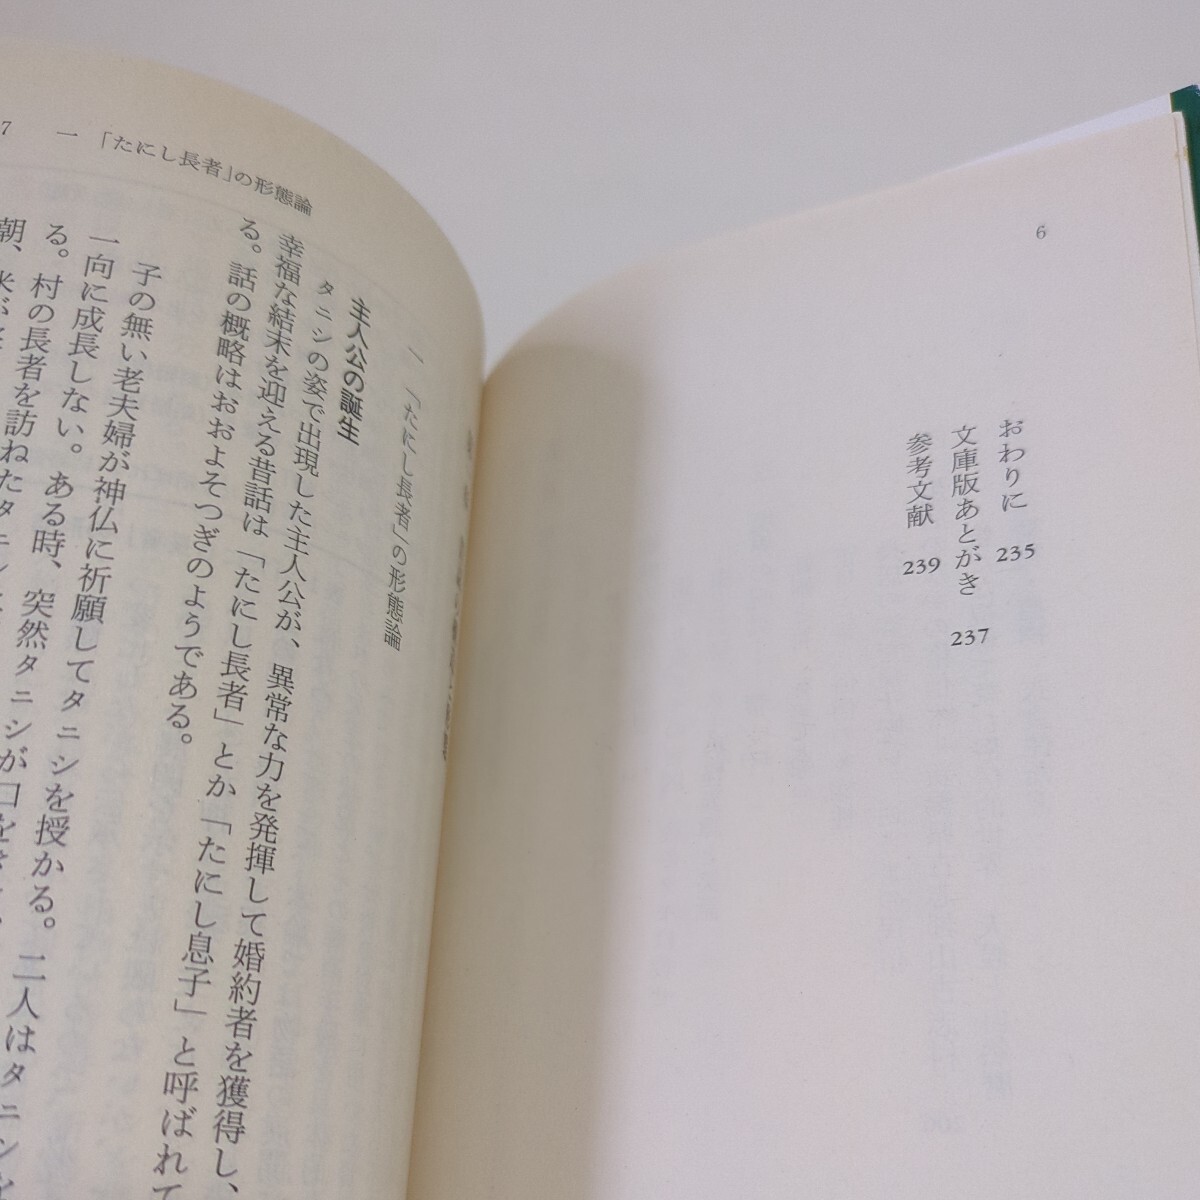 6
おわりに 235
文庫版あとがき 237
参考文献 239
7 一 「たにし長者」の形態論
一 「たにし長者」の形態論
主人公の誕生
タニシの姿で出現した主人公が、異常な力を発揮して婚約者を獲得し、
幸福な結末を迎える昔話は「たにし長者」とか「たにし息子」と呼ばれて
る。話の概略はおおよそつぎのようである。
子の無い老夫婦が神仏に祈願してタニシを授かる。二人はタニシを
一向に成長しない。ある時、突然タニシが口をきき
る。村の長者を訪ねたタニシ
朝、米が